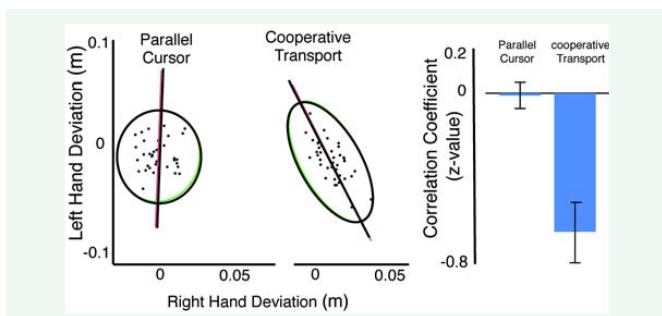 Parallel
Cursor
Cooperative
Transport
Left Hand Deviation (m)
0.1
0
-0.1
0
0.05
0
0.05
Right Hand Deviation (m)
Correlation Coefficient
(z-value)
0.2
0
-0.8
Parallel
Cursor
cooperative
Transport